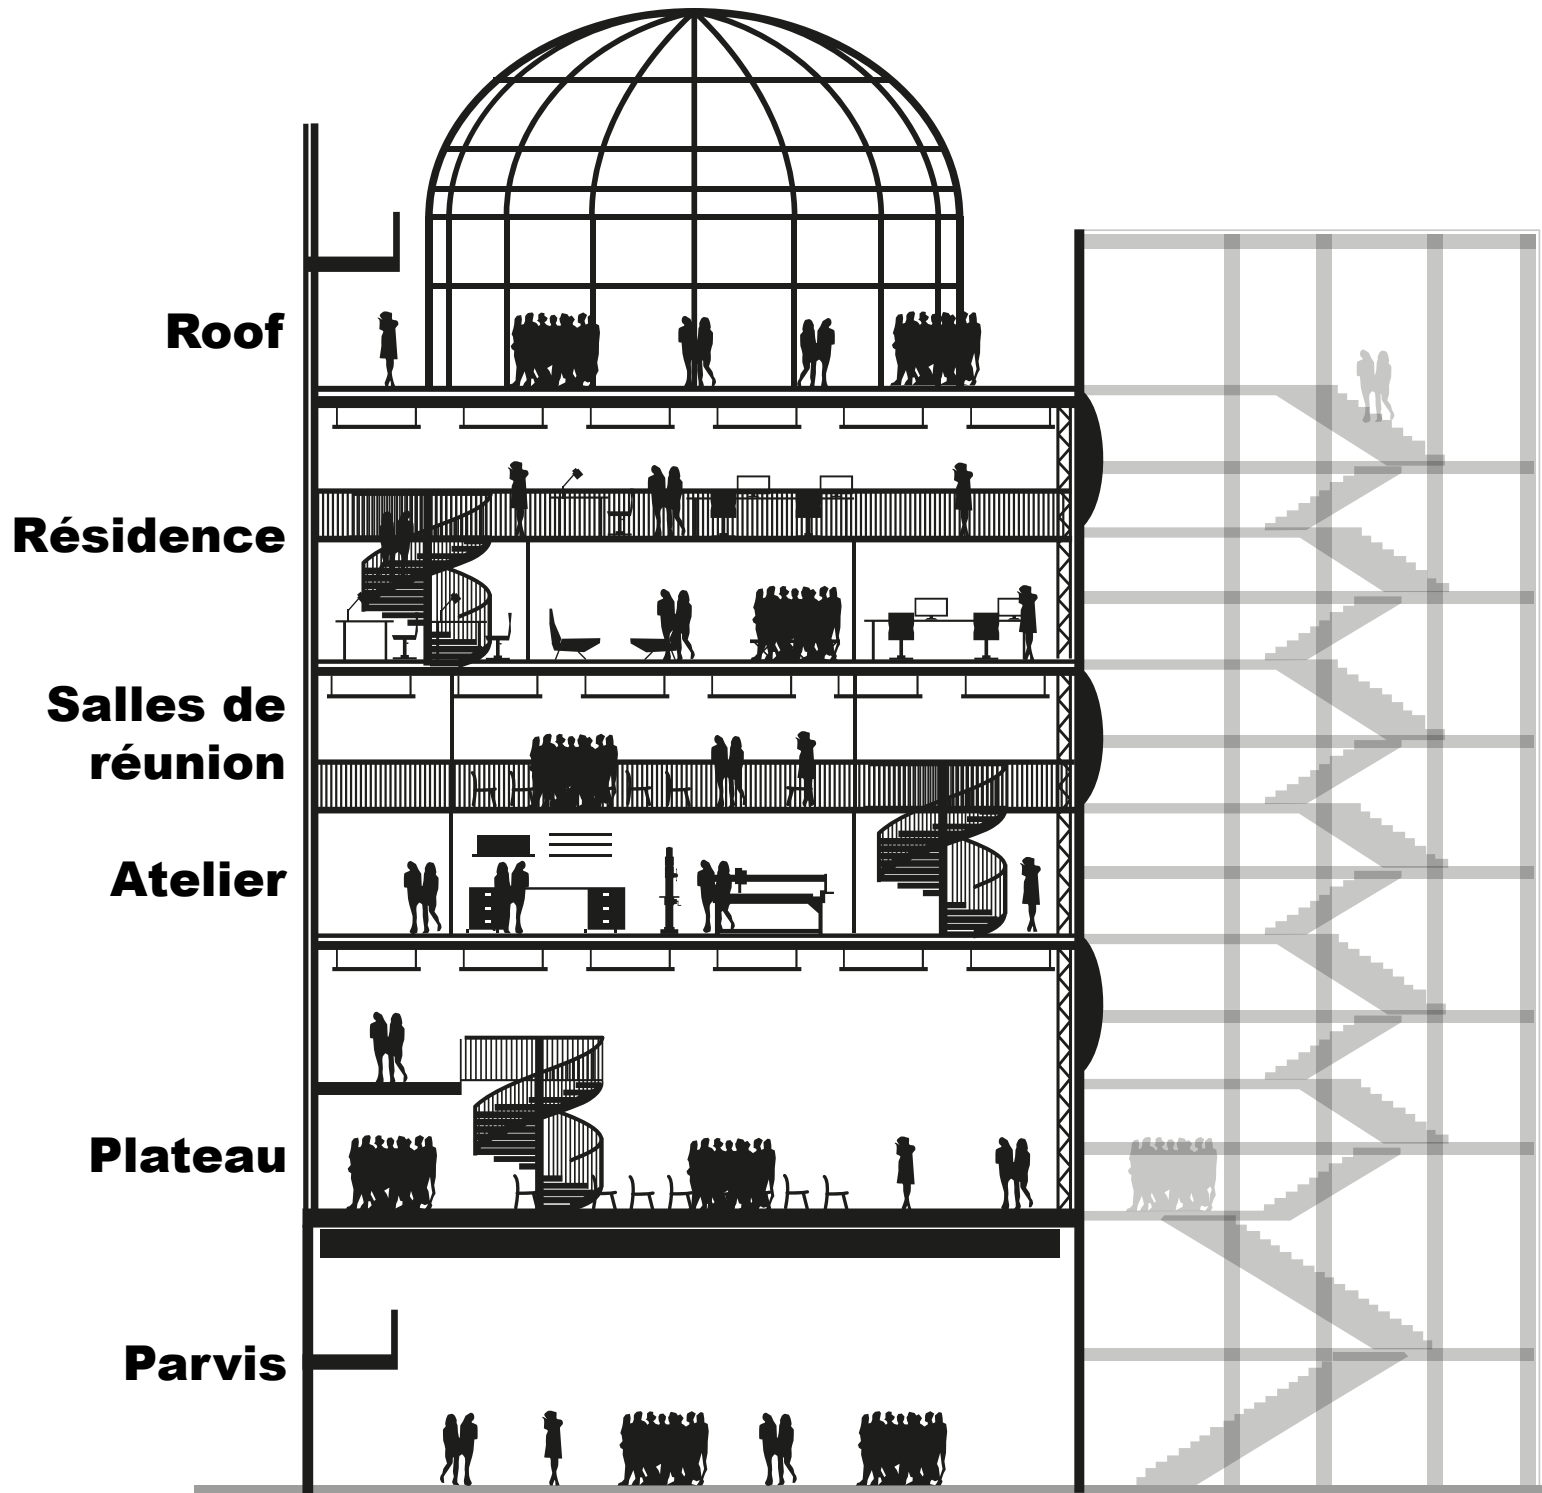 Roof
Résidence
Salles de
réunion
Atelier
Plateau
Parvis